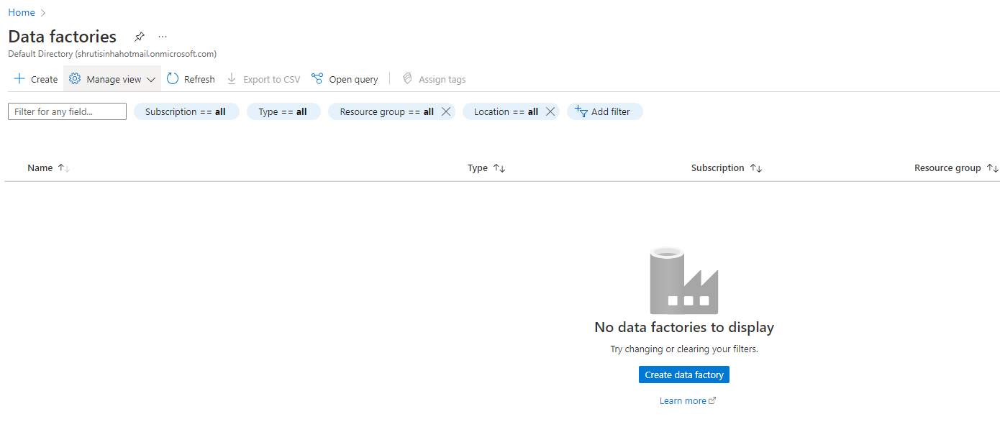 Home
Data factories
Default Directory (shrutisinhahotmail.onmicrosoft.com)
Create Manage view Refresh Export to CSV Open query Assign tags
Filter for any field... Subscription == all Type == all Resource group == all Location == all Add filter
Name Type Subscription Resource group
No data factories to display
Try changing or clearing your filters.
Create data factory
Learn more